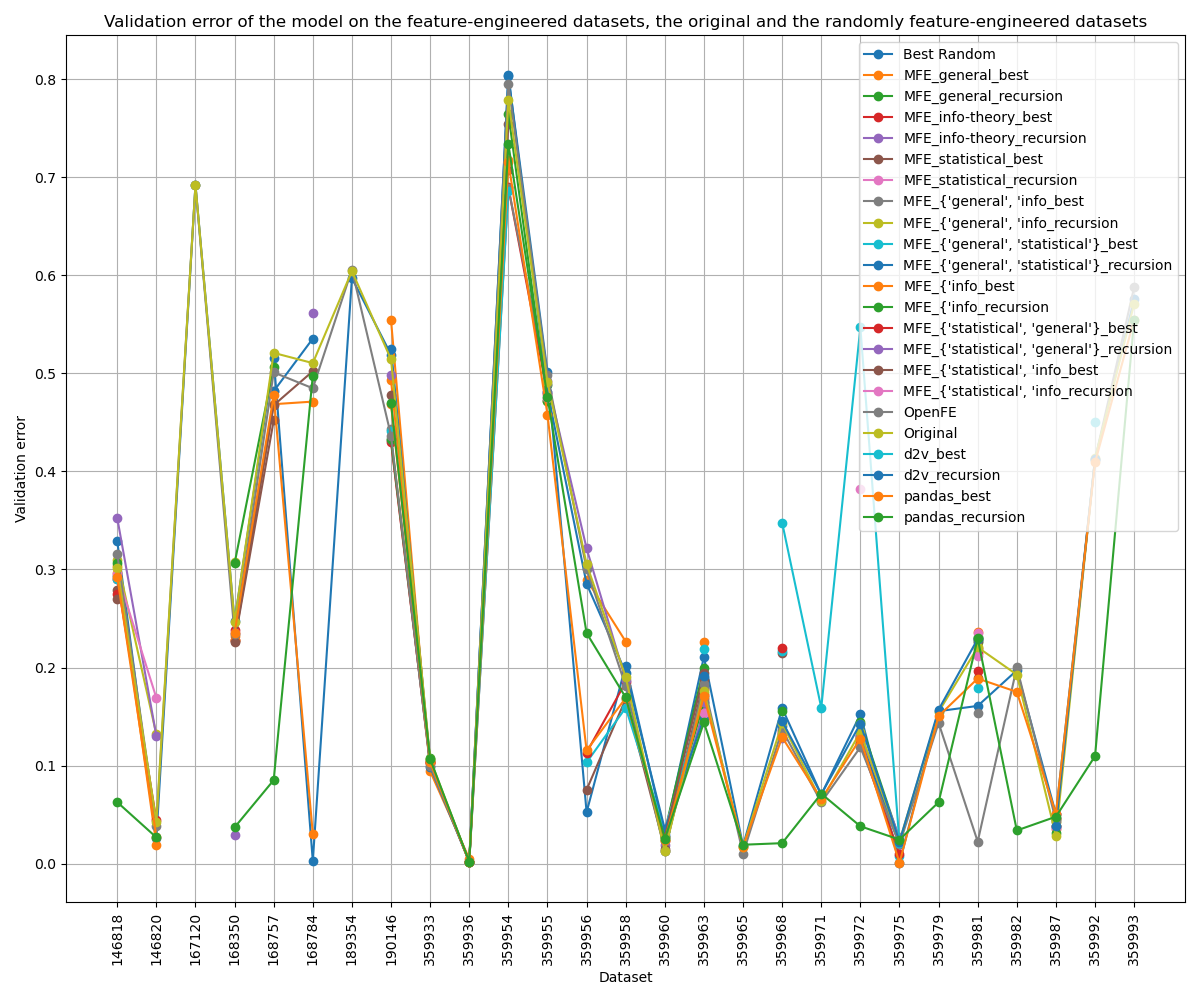 Validation error of the model on the feature-engineered datasets, the original and the randomly feature-engineered datasets
Validation error
0.8
0.7
0.6
0.5
0.4
0.3
0.2
0.1
0.0
Best Random
MFE_general_best
MFE_general_recursion
MFE_info-theory_best
MFE_info-theory_recursion
MFE_statistical_best
MFE_statistical_recursion
MFE_{'general', 'info_best
MFE_{'general', 'info_recursion
MFE_{'general', 'statistical'}_best
MFE_{'general', 'statistical'}_recursion
MFE_{'info_best
MFE_{'info_recursion
MFE_{'statistical', 'general'}_best
MFE_{'statistical', 'general'}_recursion
MFE_{'statistical', 'info_best
MFE_{'statistical', 'info_recursion
OpenFE
Original
d2v_best
d2v_recursion
pandas_best
pandas_recursion
146818
146820
167120
168350
168757
168784
189354
190146
359933
359936
359954
359955
359956
359958
359960
359963
359965
359968
359971
359972
359975
359979
359981
359982
359987
359992
359993
Dataset